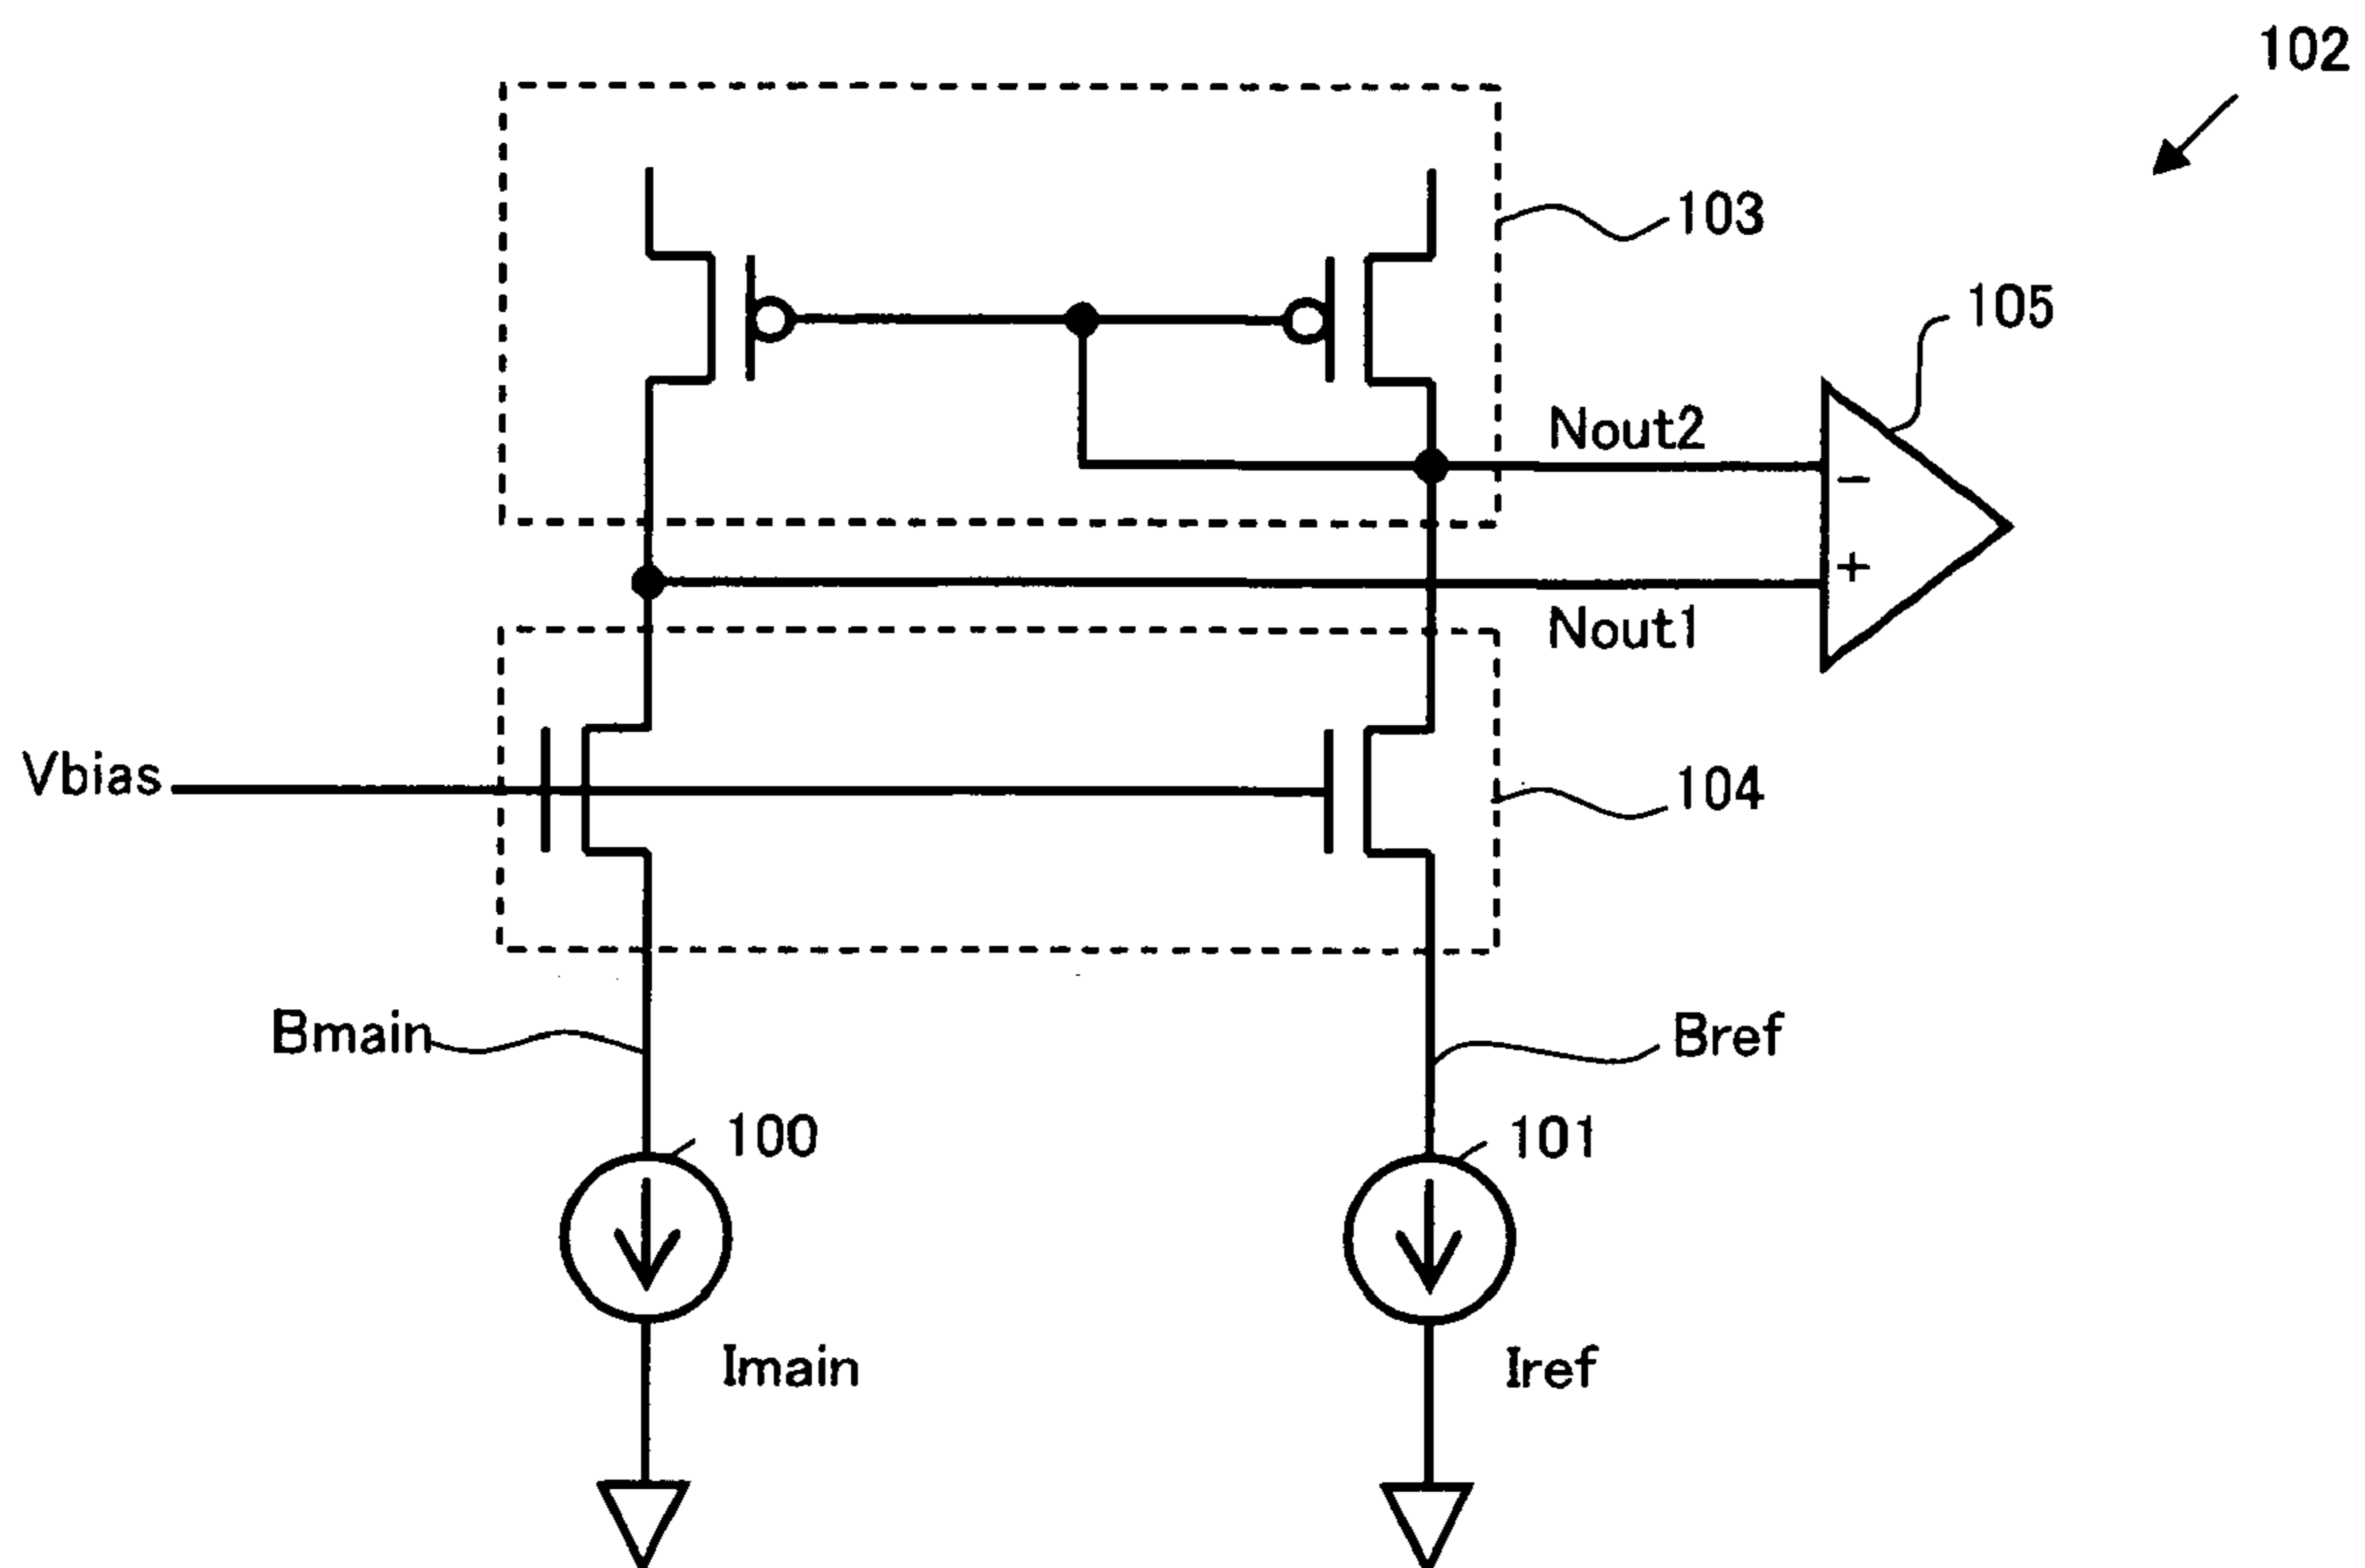 102
103
105
Nout2
−
+
Nout1
Vbias
104
Bmain
Bref
100
101
Imain
Iref